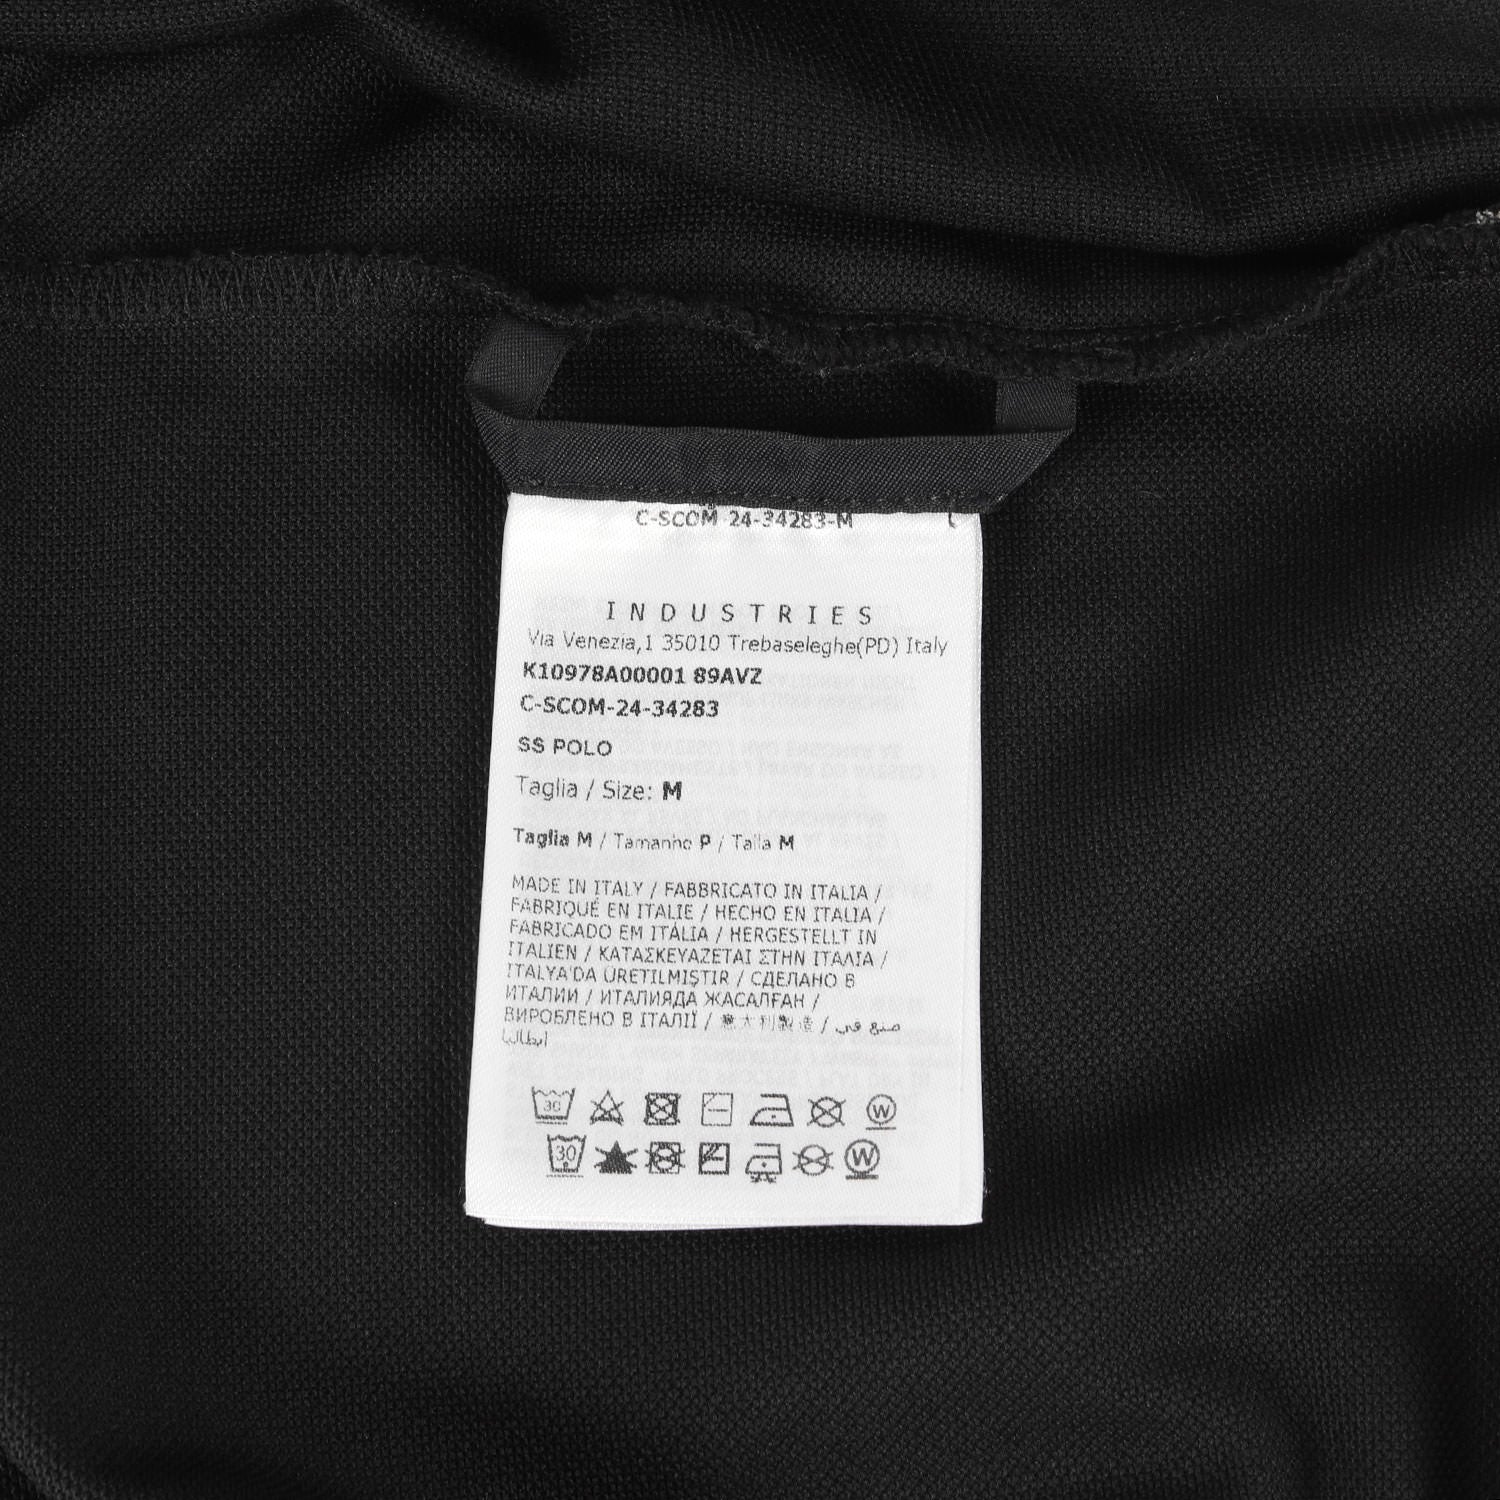 C-SCOM 24-34283-M
INDUSTRIES
Via Venezia,1 35010 Trebaseleghe(PD) Italy
K10978A00001 89AVZ
C-SCOM-24-34283
SS POLO
Taglia / Size: M
Taglia M / Tamanho P / Talla M
MADE IN ITALY / FABBRICATO IN ITALIA /
FABRIQUÉ EN ITALIE / HECHO EN ITALIA /
FABRICADO EM ITÁLIA / HERGESTELLT IN
ITALIEN / ΚΑΤΑΣΚΕΥΑΖΕΤΑΙ ΣΤΗΝ ΙΤΑΛΙΑ /
ITALYA'DA ÜRETILMIŞTIR / СДЕЛАНО В
ИТАЛИИ / ИТАЛИЯДА ЖАСАЛҒАН /
ВИРОБЛЕНО В ІТАЛІЇ / 意大利製造 / صنع في
إيطاليا
30 W
30 W